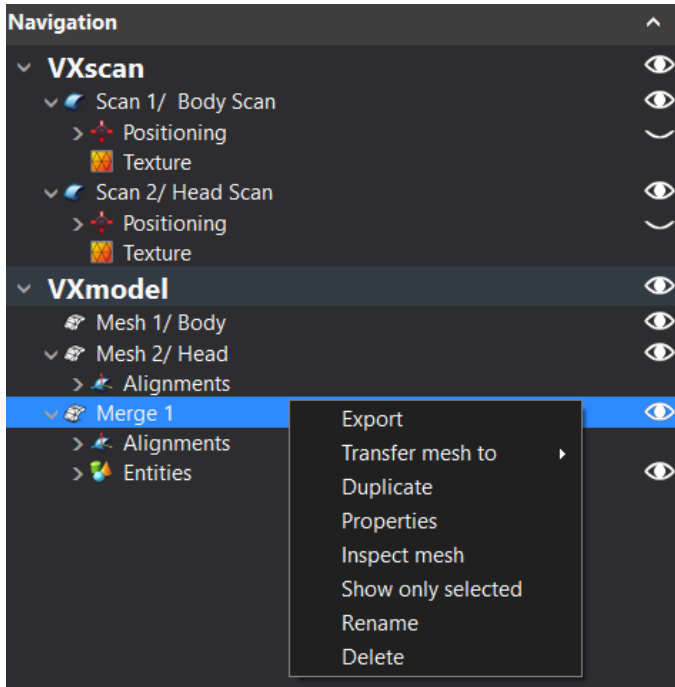 Navigation
VXscan
Scan 1/  Body Scan
Positioning
Texture
Scan 2/ Head Scan
Positioning
Texture
VXmodel
Mesh 1/ Body
Mesh 2/ Head
Alignments
Merge 1
Alignments
Entities
Export
Transfer mesh to
Duplicate
Properties
Inspect mesh
Show only selected
Rename
Delete